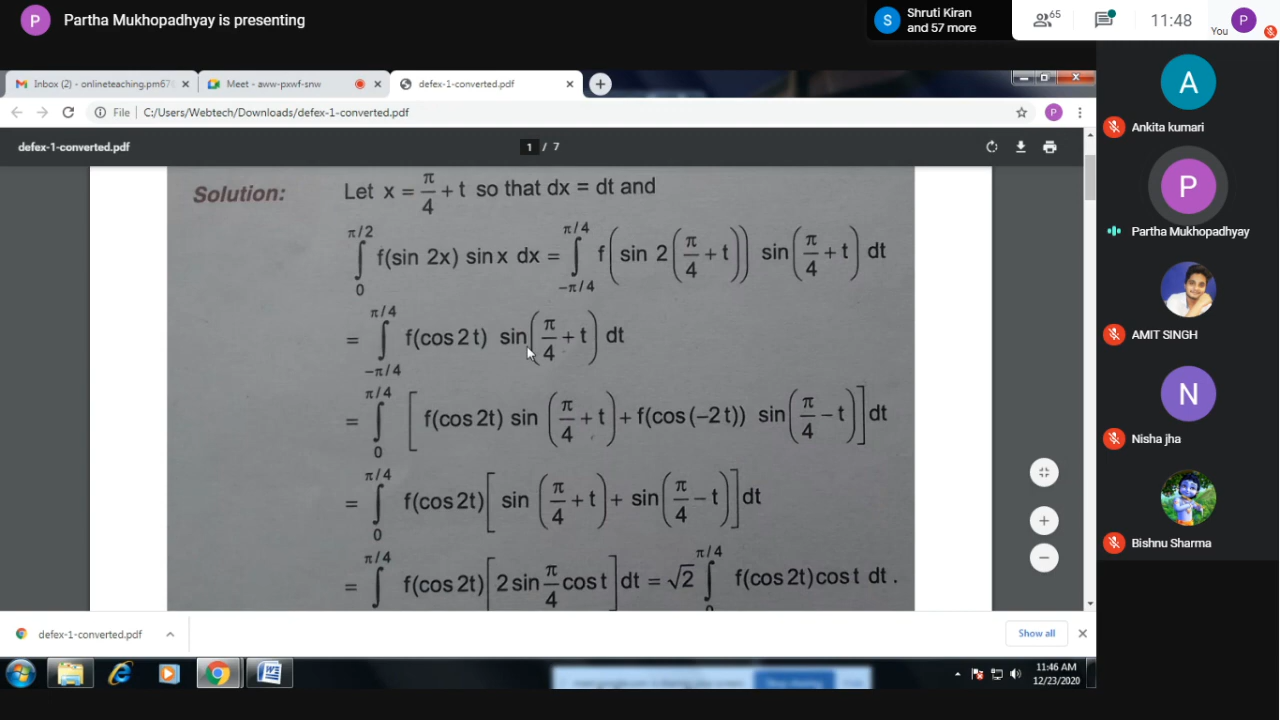 P Partha Mukhopadhyay is presenting
S Shruti Kiran
and 57 more
65
11:48
You P
Inbox (2) - onlineteaching.pm67
Meet - aww-pxwf-snw
defex-1-converted.pdf
File | C:/Users/Webtech/Downloads/defex-1-converted.pdf
P
defex-1-converted.pdf
1 / 7
Solution: Let x = π/4 + t so that dx = dt and
∫₀^{π/2} f(sin 2x) sin x dx = ∫_{−π/4}^{π/4} f(sin 2(π/4 + t)) sin(π/4 + t) dt
= ∫_{−π/4}^{π/4} f(cos 2t) sin(π/4 + t) dt
= ∫₀^{π/4} [f(cos 2t) sin(π/4 + t) + f(cos (−2t)) sin(π/4 − t)] dt
= ∫₀^{π/4} f(cos 2t)[sin(π/4 + t) + sin(π/4 − t)] dt
= ∫^{π/4} f(cos 2t)[2 sin π/4 cos t] dt = √2 ∫₀^{π/4} f(cos 2t) cos t dt .
A
Ankita kumari
P
Partha Mukhopadhyay
AMIT SINGH
N
Nisha jha
Bishnu Sharma
defex-1-converted.pdf
Show all
11:46 AM
12/23/2020